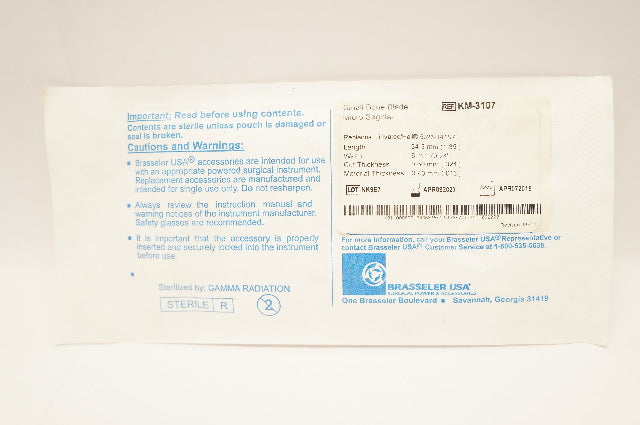 Important; Read before using contents.
Contents are sterile unless pouch is damaged or
seal is broken.
Cautions and Warnings:
Brasseler USA® accessories are intended for use
with an appropriate powered surgical instrument.
Replacement accessories are manufactured and
intended for single use only. Do not resharpen.
Always review the instruction manual and
warning notices of the instrument manufacturer.
Safety glasses are recommended.
It is important that the accessory is properly
inserted and securely locked into the instrument
before use.
Sterilized by: GAMMA RADIATION
STERILE R
2
Small Bone Blade REF KM-3107
Micro Sagittal
Length
Width
Cut Thickness
Material Thickness
LOT
For more information, call your Brasseler USA® Representative or
contact Brasseler USA® Customer Service at
BRASSELER USA®
SURGICAL POWER & ACCESSORIES
One Brasseler Boulevard ■ Savannah, Georgia 31419